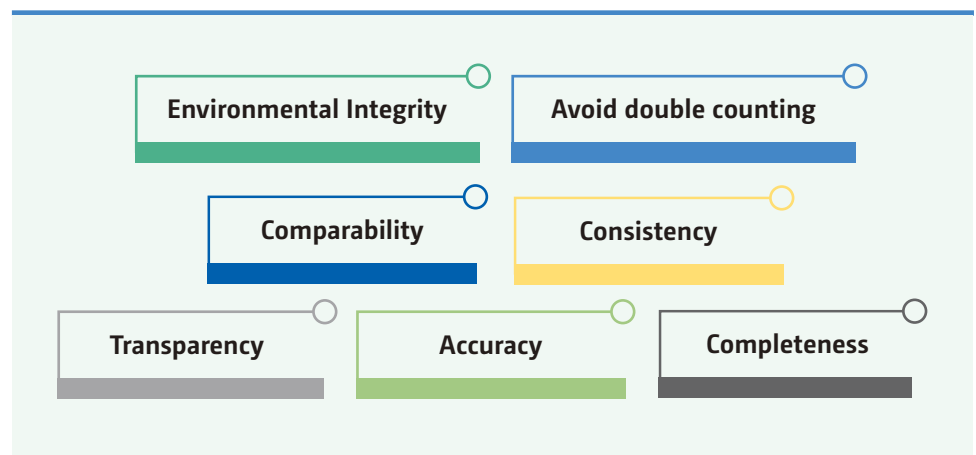 Environmental Integrity
Avoid double counting
Comparability
Consistency
Transparency
Accuracy
Completeness